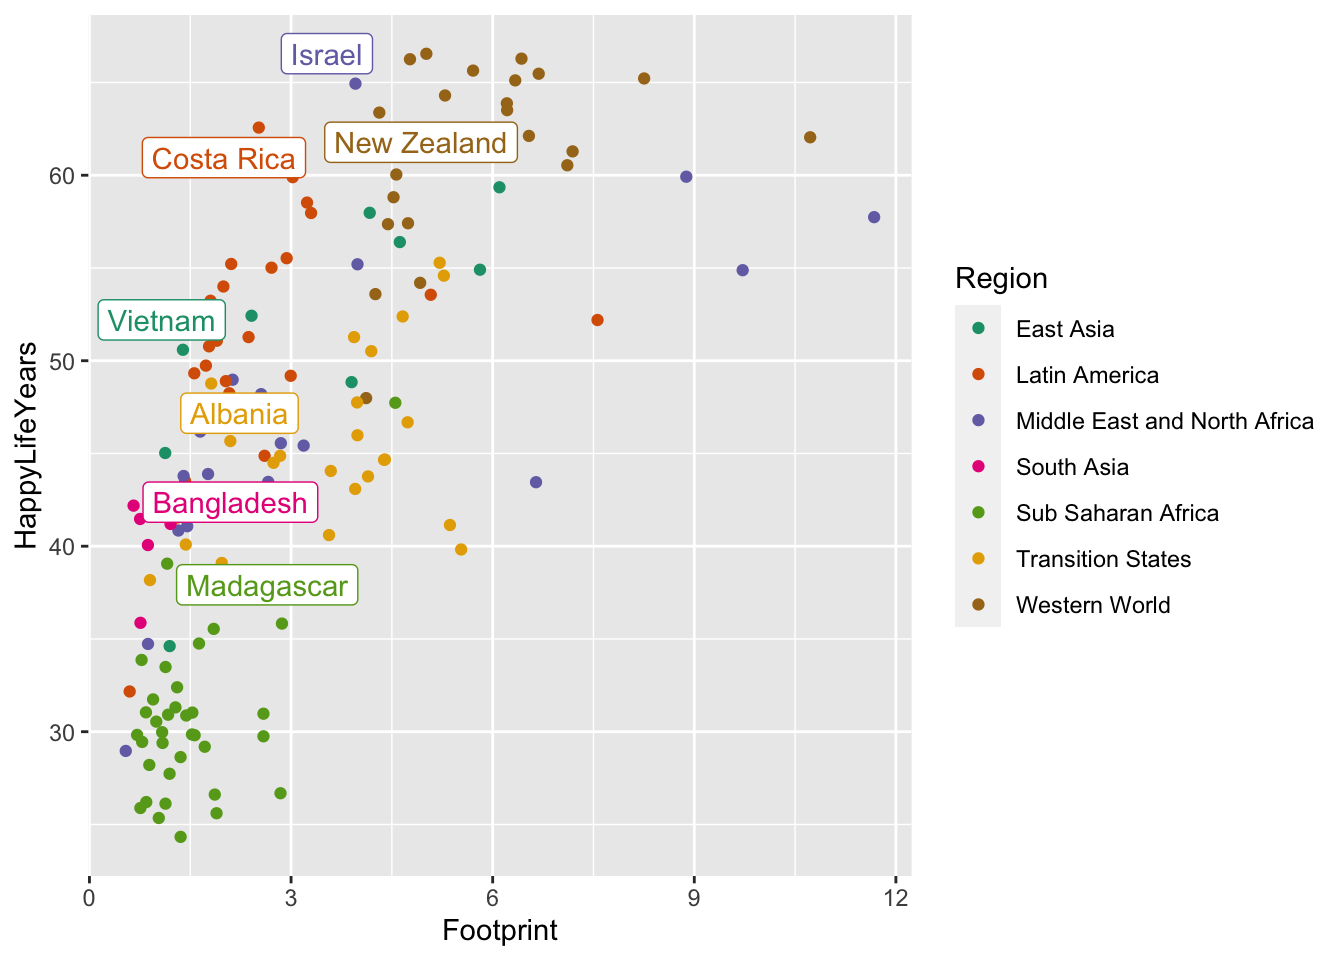 Israel
New Zealand
Costa Rica
Vietnam
Albania
Bangladesh
Madagascar
60
50
40
30
HappyLifeYears
0 3 6 9 12
Footprint
Region
East Asia
Latin America
Middle East and North Africa
South Asia
Sub Saharan Africa
Transition States
Western World